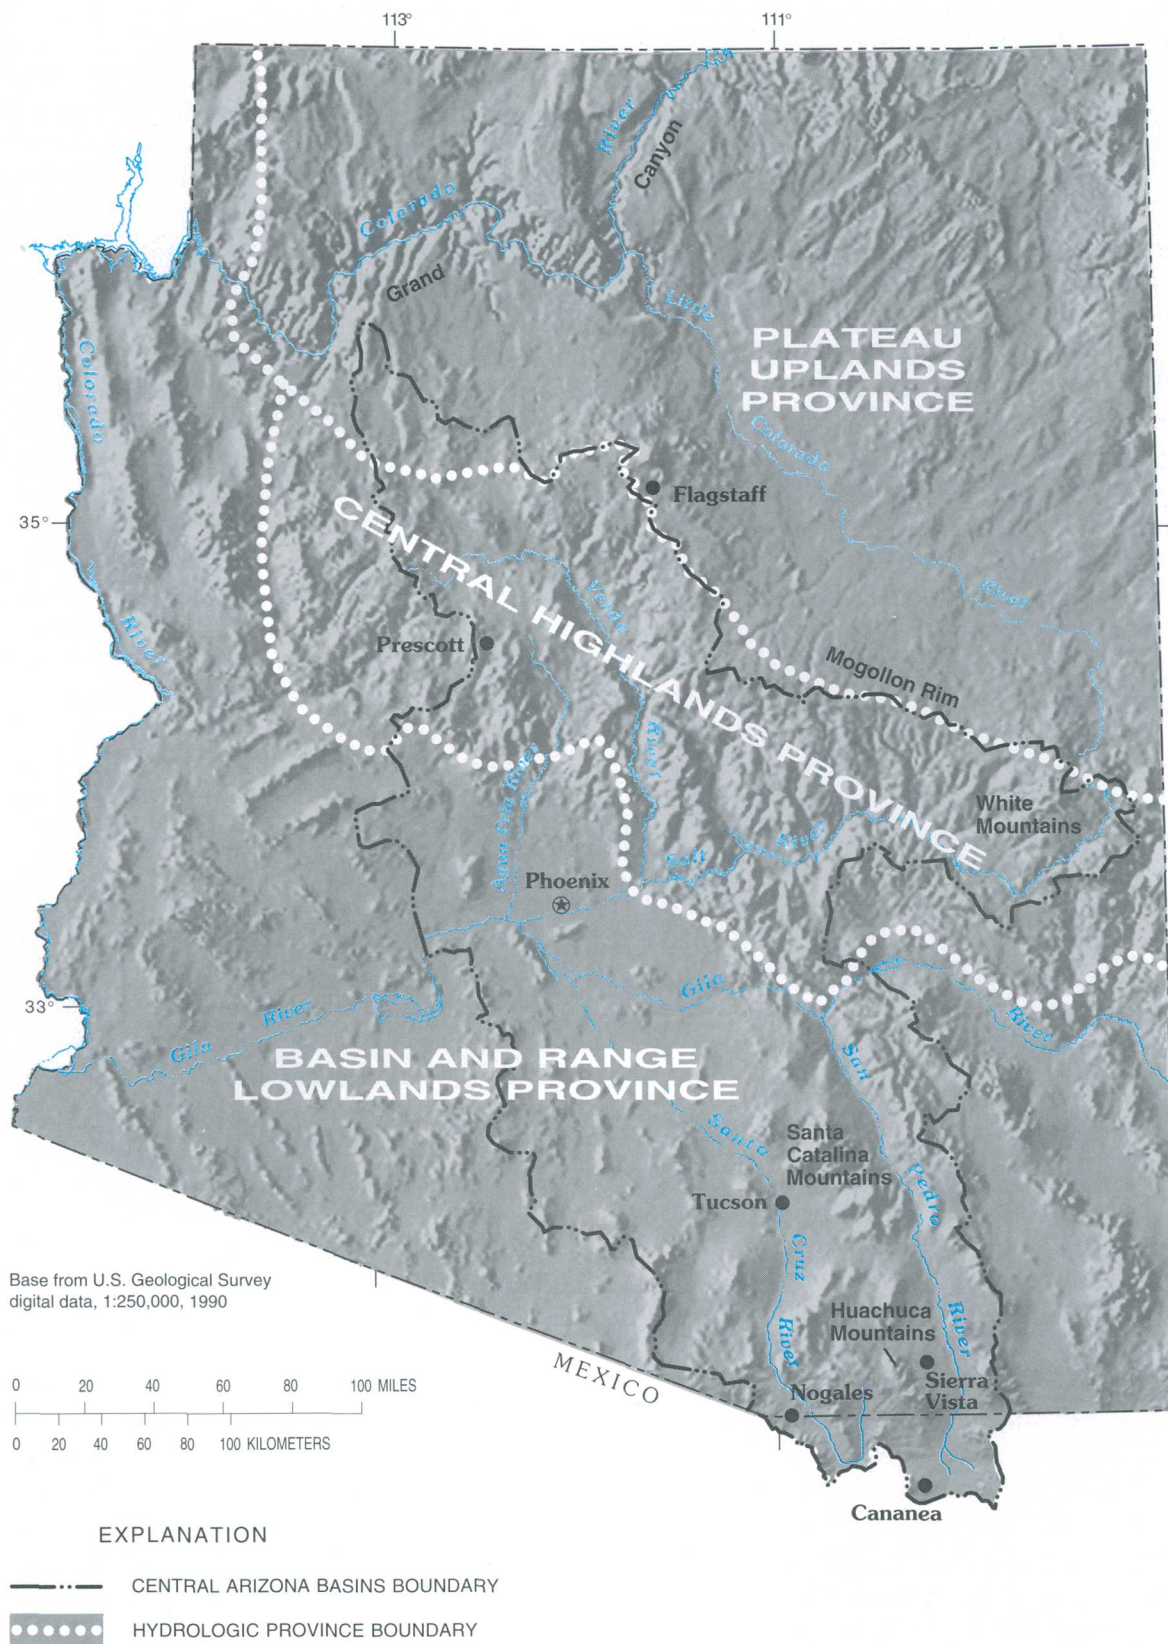 113°
111°
River
Canyon
Colorado
Grand
Little
PLATEAU
UPLANDS
PROVINCE
Colorado
Colorado
Flagstaff
35°
CENTRAL HIGHLANDS PROVINCE
River
Verde
River
Prescott
Mogollon Rim
River
Agua Fria River
White
Mountains
Salt
River
Phoenix
33°
Gila
Gila River
River
BASIN AND RANGE
LOWLANDS PROVINCE
San
Santa
Santa
Catalina
Mountains
Pedro
Tucson
Cruz
Base from U.S. Geological Survey
digital data, 1:250,000, 1990
Huachuca
Mountains
River
River
MEXICO
Sierra
Vista
Nogales
0 20 40 60 80 100 MILES
0 20 40 60 80 100 KILOMETERS
Cananea
EXPLANATION
CENTRAL ARIZONA BASINS BOUNDARY
HYDROLOGIC PROVINCE BOUNDARY